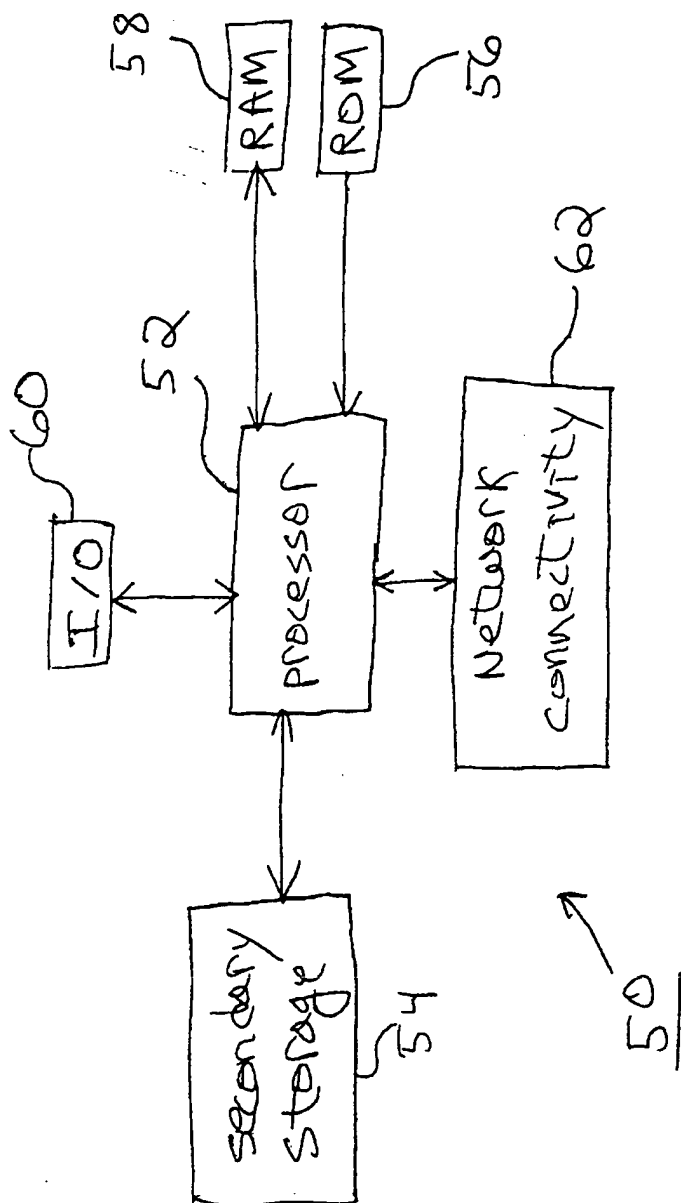 60
I/O
52
58
RAM
processor
ROM
56
Secondary
Storage
54
Network
Connectivity
62
50